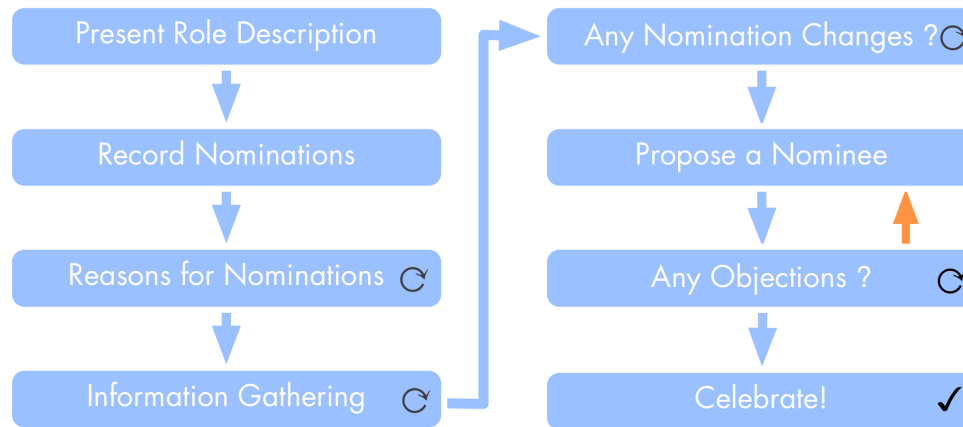 Present Role Description
Record Nominations
Reasons for Nominations
Information Gathering
Any Nomination Changes ?
Propose a Nominee
Any Objections ?
Celebrate!